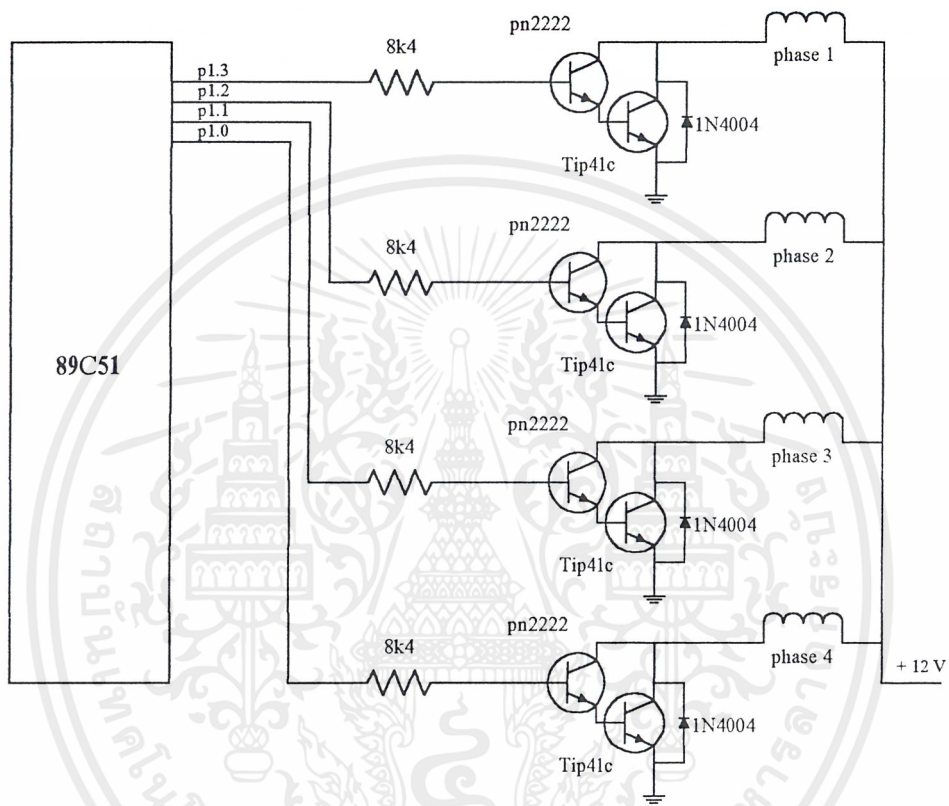 pn2222
8k4
phase 1
p1.3
p1.2
p1.1
p1.0
1N4004
Tip41c
pn2222
8k4
phase 2
1N4004
Tip41c
89C51
pn2222
8k4
phase 3
1N4004
Tip41c
pn2222
8k4
phase 4
+ 12 V
1N4004
Tip41c